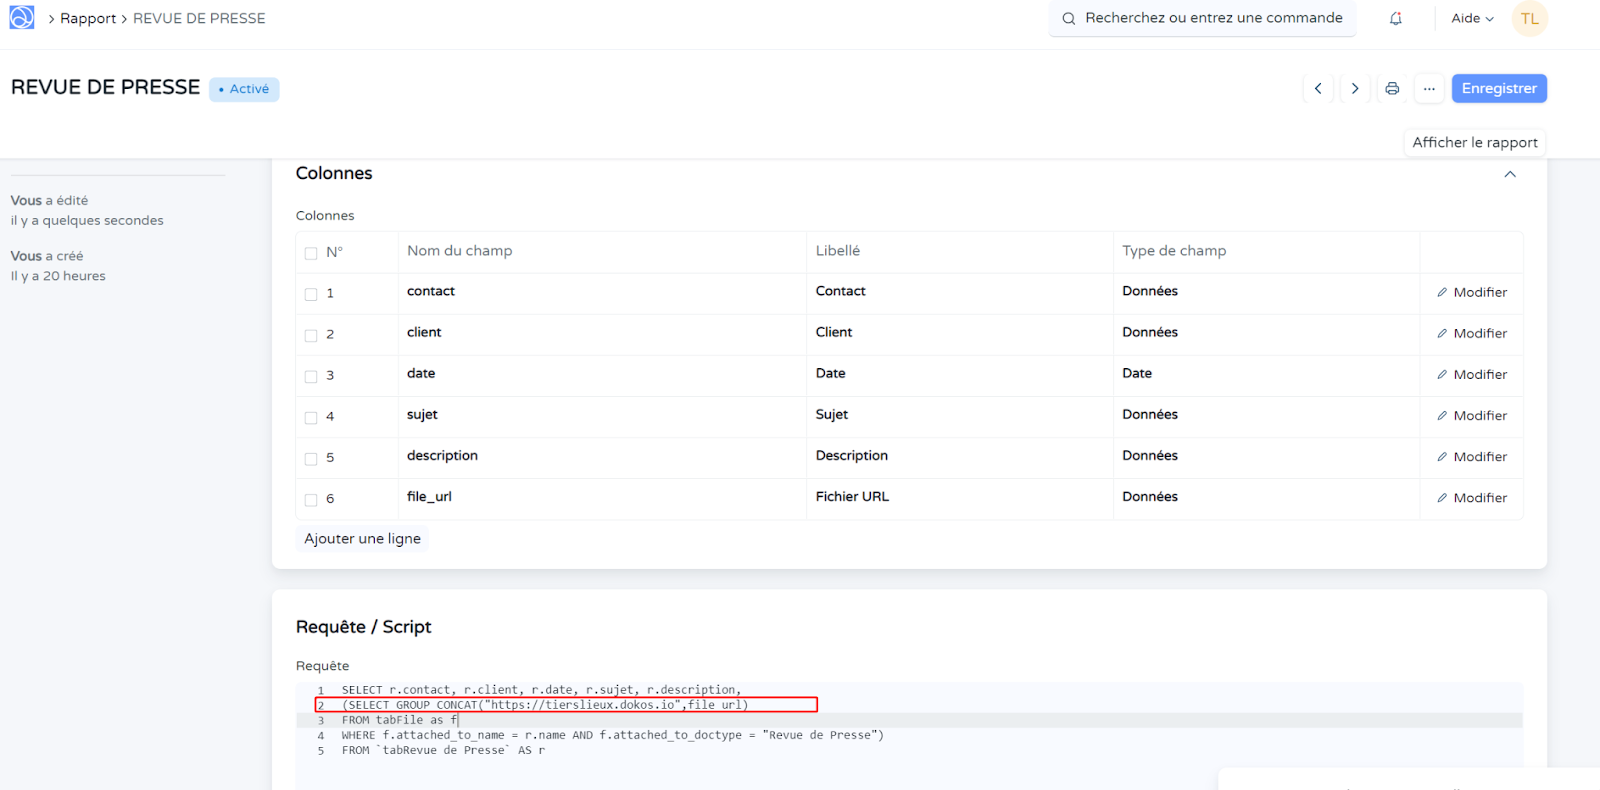 Rapport REVUE DE PRESSE
Recherchez ou entrez une commande
Aide
TL
REVUE DE PRESSE
• Activé
...
Enregistrer
Afficher le rapport
Vous a édité
il y a quelques secondes
Vous a créé
Il y a 20 heures
Colonnes
Colonnes
N° Nom du champ Libellé Type de champ
1 contact Contact Données Modifier
2 client Client Données Modifier
3 date Date Date Modifier
4 sujet Sujet Données Modifier
5 description Description Données Modifier
6 file_url Fichier URL Données Modifier
Ajouter une ligne
Requête / Script
Requête
1 SELECT r.contact, r.client, r.date, r.sujet, r.description,
2 (SELECT GROUP_CONCAT("https://tierslieux.dokos.io",file_url)
3 FROM tabFile as f
4 WHERE f.attached_to_name = r.name AND f.attached_to_doctype = "Revue de Presse")
5 FROM `tabRevue de Presse` AS r